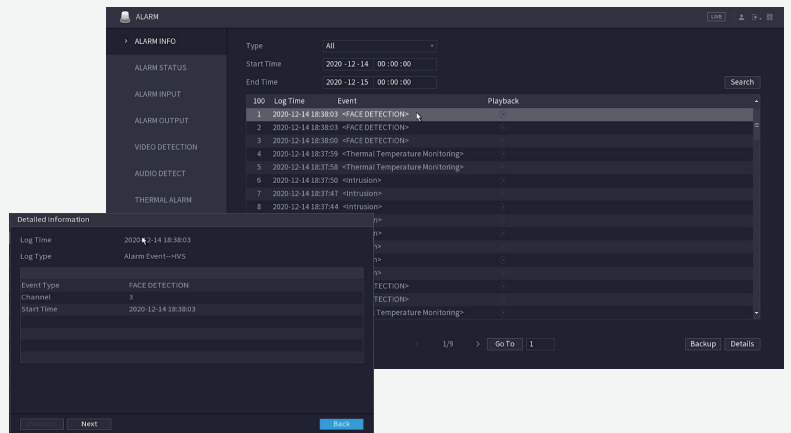 ALARM
LIVE
ALARM INFO
ALARM STATUS
ALARM INPUT
ALARM OUTPUT
VIDEO DETECTION
AUDIO DETECT
THERMAL ALARM
Type All
Start Time 2020 -12 -14 00 : 00 : 00
End Time 2020 -12 -15 00 : 00 : 00
Search
100 Log Time Event Playback
1 2020-12-14 18:38:03 <FACE DETECTION>
2 2020-12-14 18:38:03 <FACE DETECTION>
3 2020-12-14 18:38:00 <FACE DETECTION>
4 2020-12-14 18:37:59 <Thermal Temperature Monitoring>
5 2020-12-14 18:37:58 <Thermal Temperature Monitoring>
6 2020-12-14 18:37:50 <Intrusion>
7 2020-12-14 18:37:47 <Intrusion>
8 2020-12-14 18:37:44 <Intrusion>
n>
n>
n>
n>
n>
TECTION>
TECTION>
Temperature Monitoring>
1/9 > Go To 1
Backup Details
Detailed Information
Log Time 2020-12-14 18:38:03
Log Type Alarm Event-->IVS
Event Type FACE DETECTION
Channel 3
Start Time 2020-12-14 18:38:03
Next Back